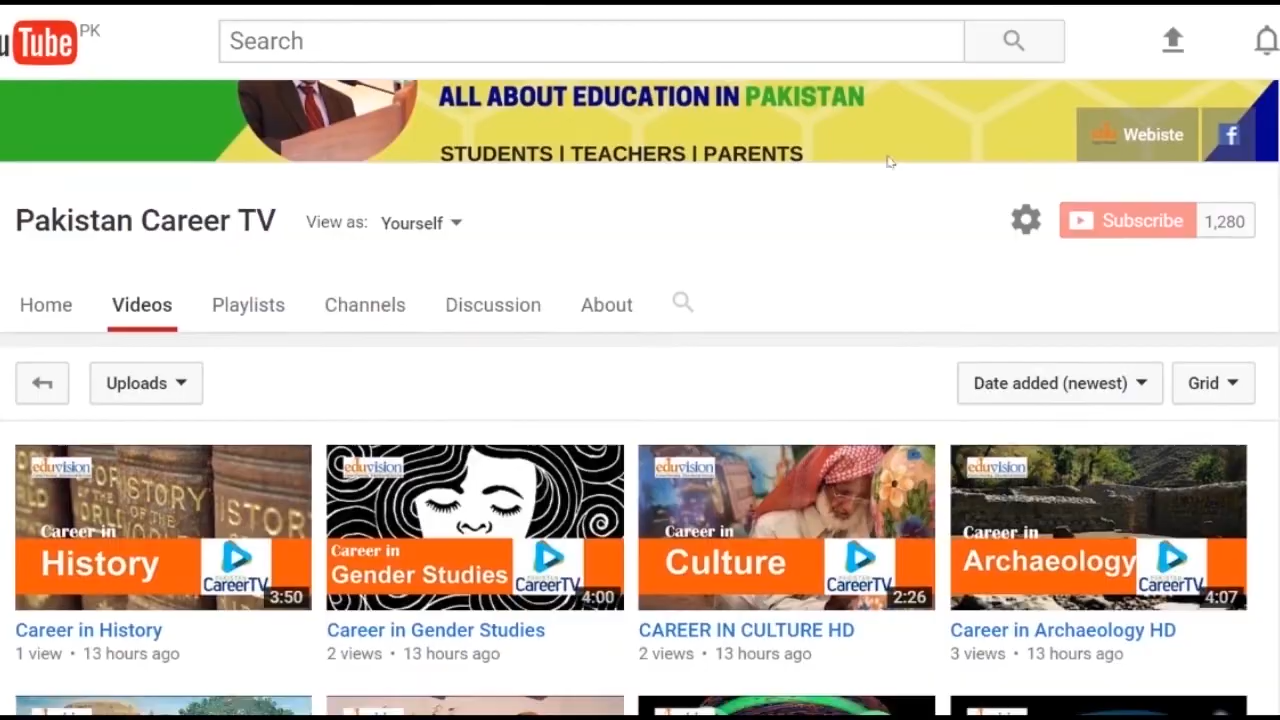 u Tube PK
Search
ALL ABOUT EDUCATION IN PAKISTAN
STUDENTS | TEACHERS | PARENTS
Webiste
f
Pakistan Career TV
View as: Yourself
Subscribe 1,280
Home Videos Playlists Channels Discussion About
Uploads
Date added (newest) Grid
eduvision
Career in
History
CareerTV
3:50
eduvision
Career in
Gender Studies
CareerTV
4:00
eduvision
Career in
Culture
CareerTV
2:26
eduvision
Career in
Archaeology
CareerTV
4:07
Career in History
1 view • 13 hours ago
Career in Gender Studies
2 views • 13 hours ago
CAREER IN CULTURE HD
2 views • 13 hours ago
Career in Archaeology HD
3 views • 13 hours ago